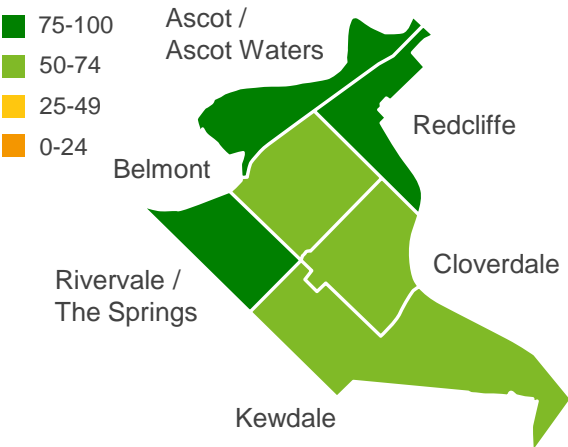 75-100
50-74
25-49
0-24
Ascot /
Ascot Waters
Redcliffe
Belmont
Cloverdale
Rivervale /
The Springs
Kewdale